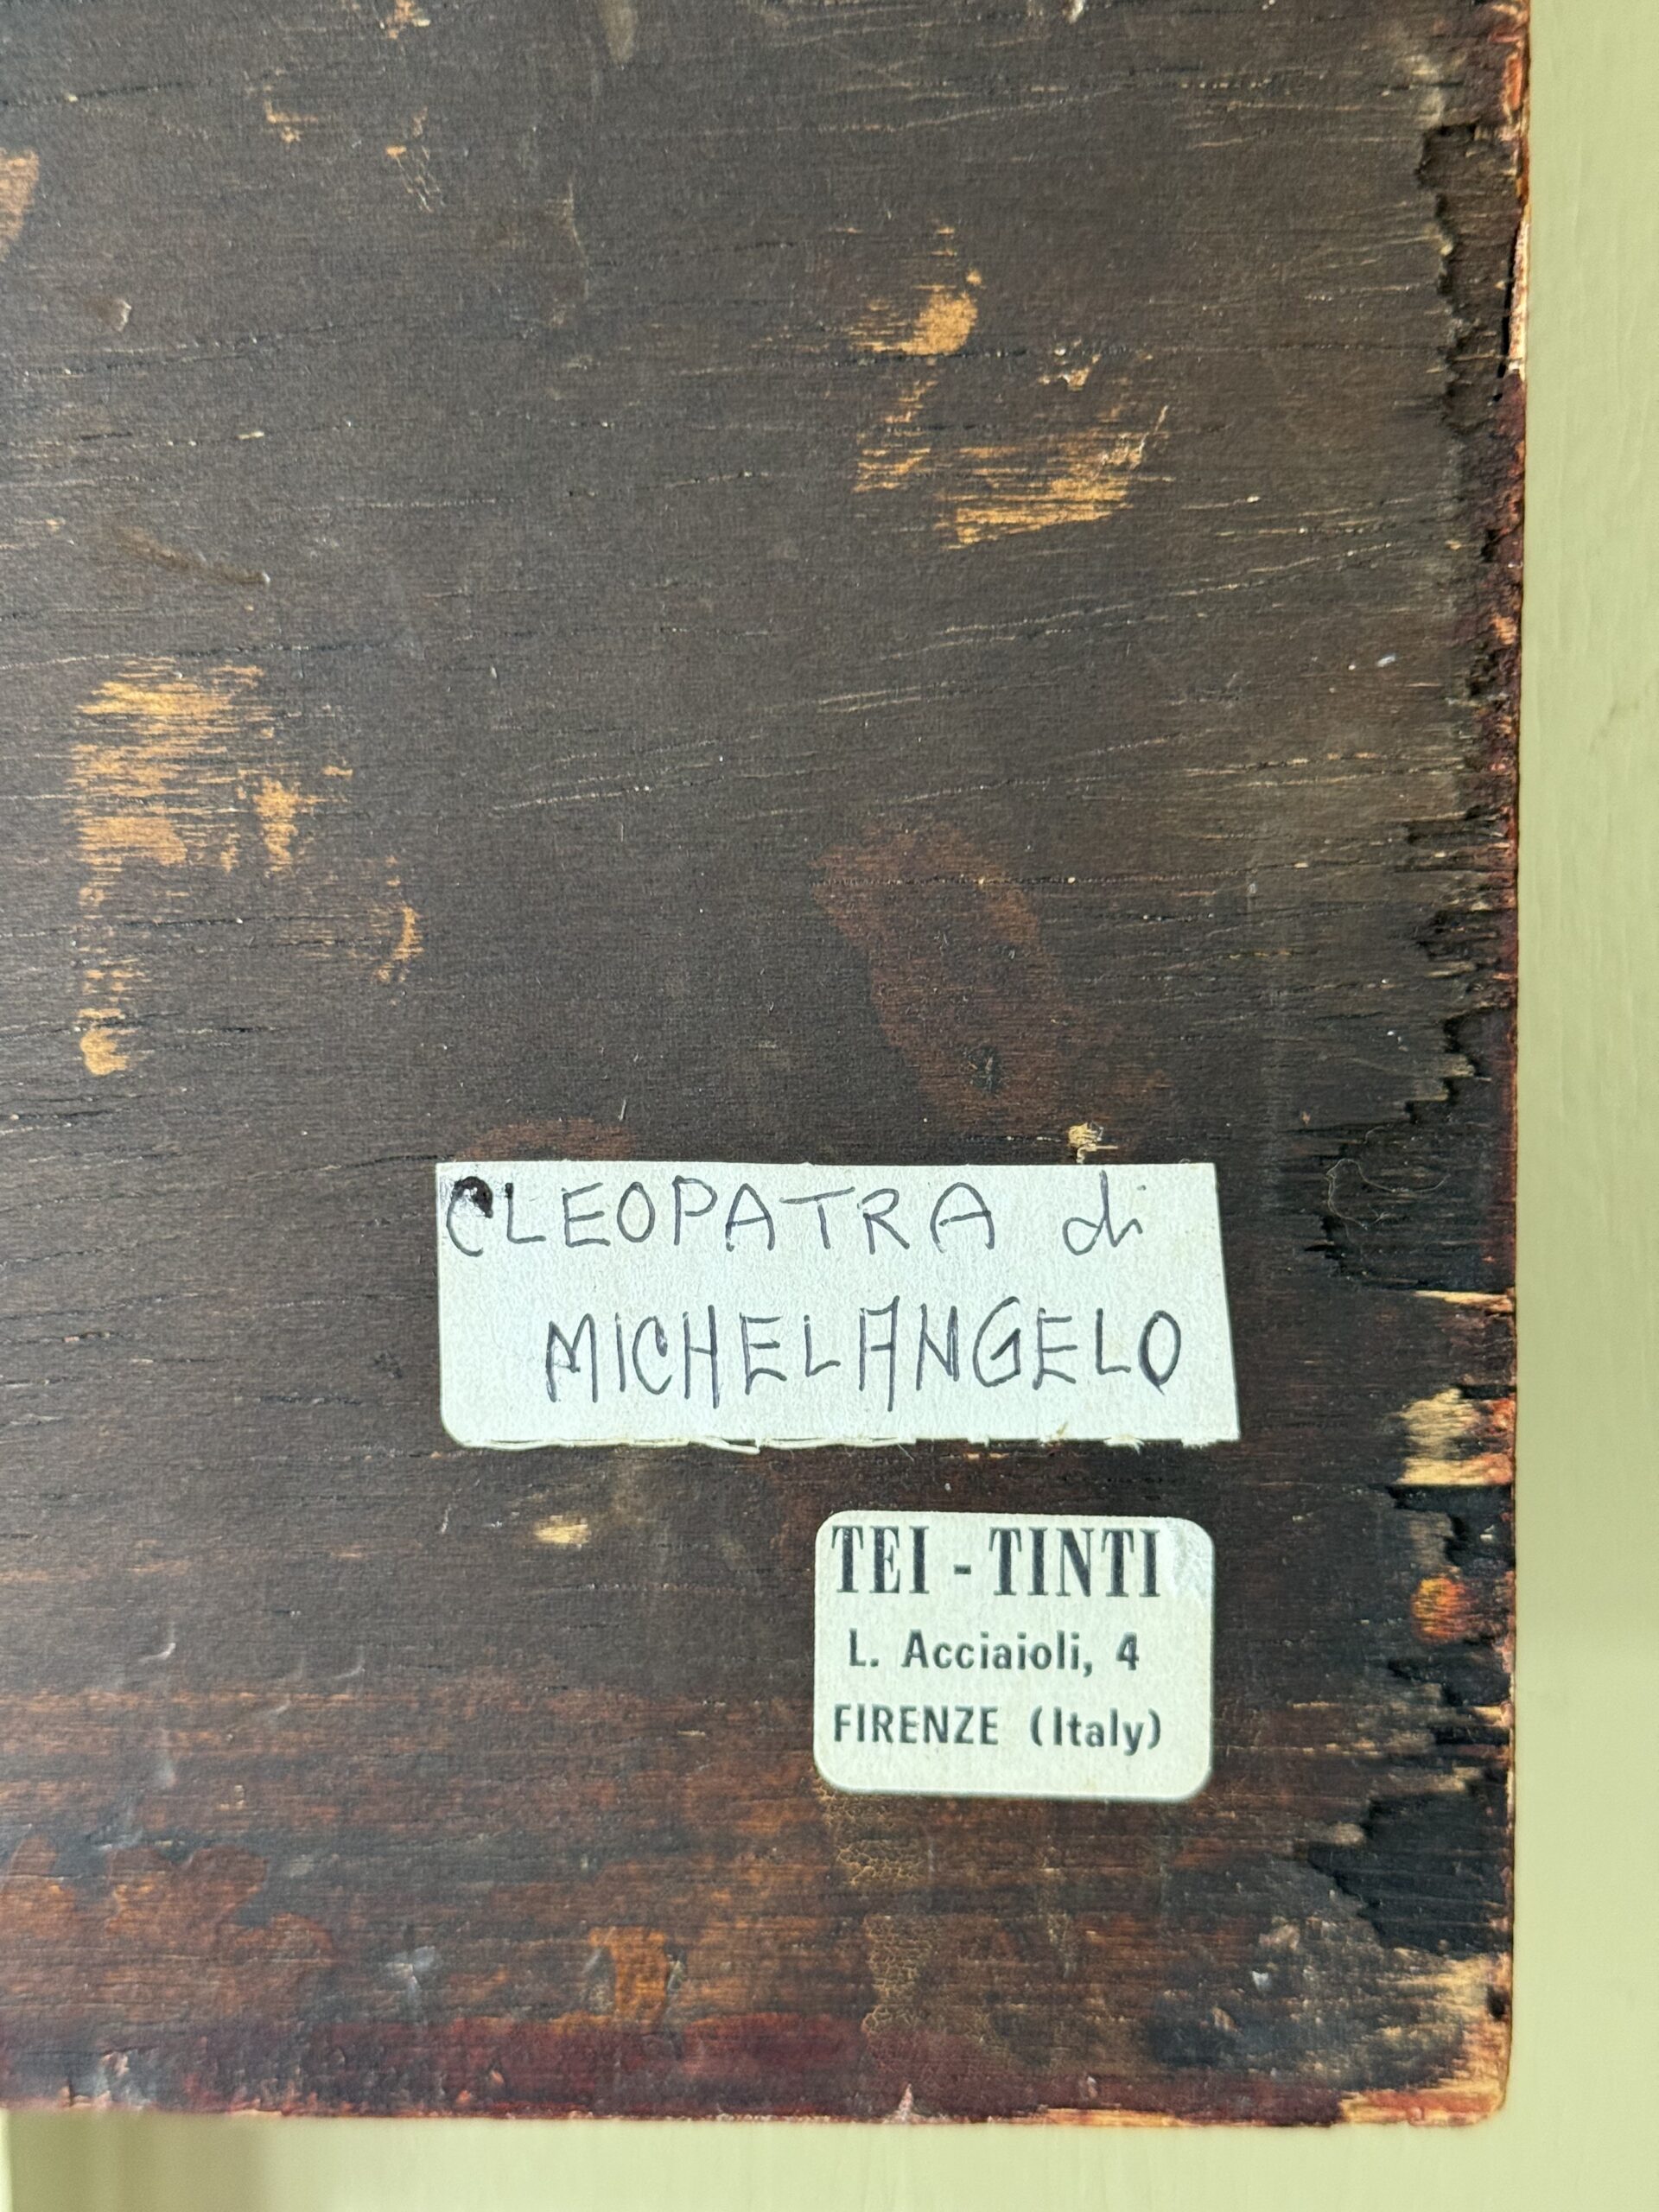 CLEOPATRA di
MICHELANGELO
TEI - TINTI
L. Acciaioli, 4
FIRENZE (Italy)